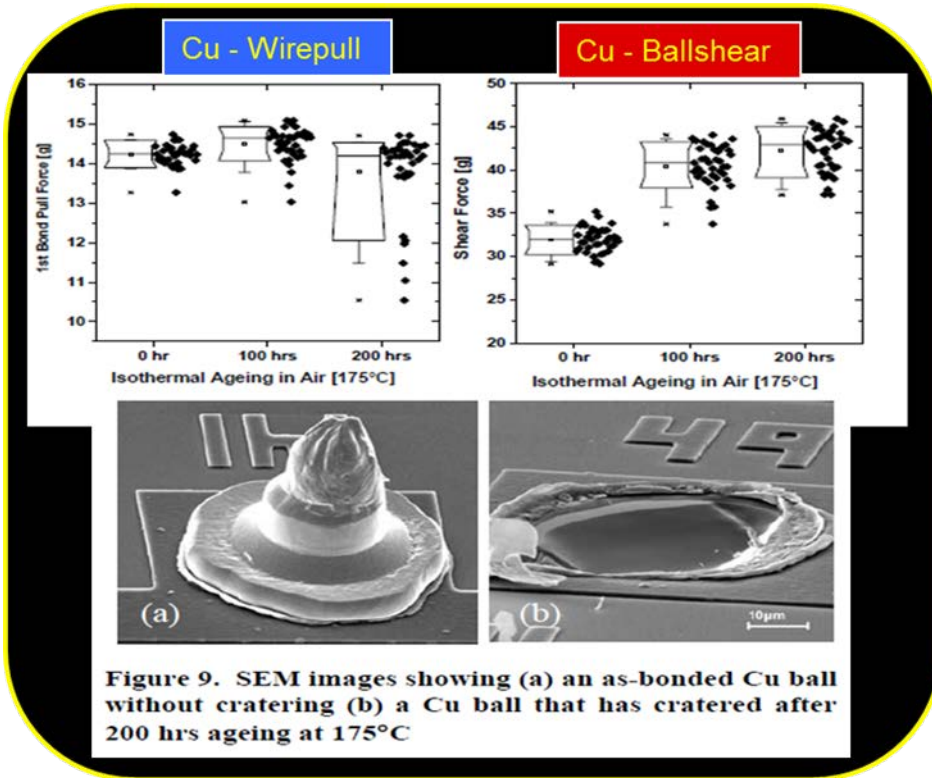 Cu - Wirepull
Cu - Ballshear
1st Bond Pull Force [g]
16
15
14
13
12
11
10
0 hr
100 hrs
200 hrs
Isothermal Ageing in Air [175°C]
Shear Force [g]
50
45
40
35
30
25
20
0 hr
100 hrs
200 hrs
Isothermal Ageing in Air [175°C]
(a)
49
(b)
10µm
Figure 9. SEM images showing (a) an as-bonded Cu ball
without cratering (b) a Cu ball that has cratered after
200 hrs ageing at 175°C